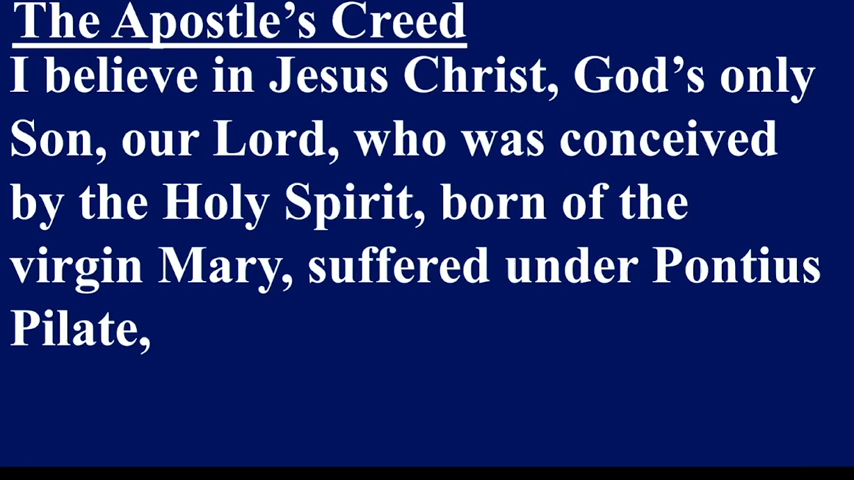 The Apostle’s Creed
I believe in Jesus Christ, God’s only
Son, our Lord, who was conceived
by the Holy Spirit, born of the
virgin Mary, suffered under Pontius
Pilate,